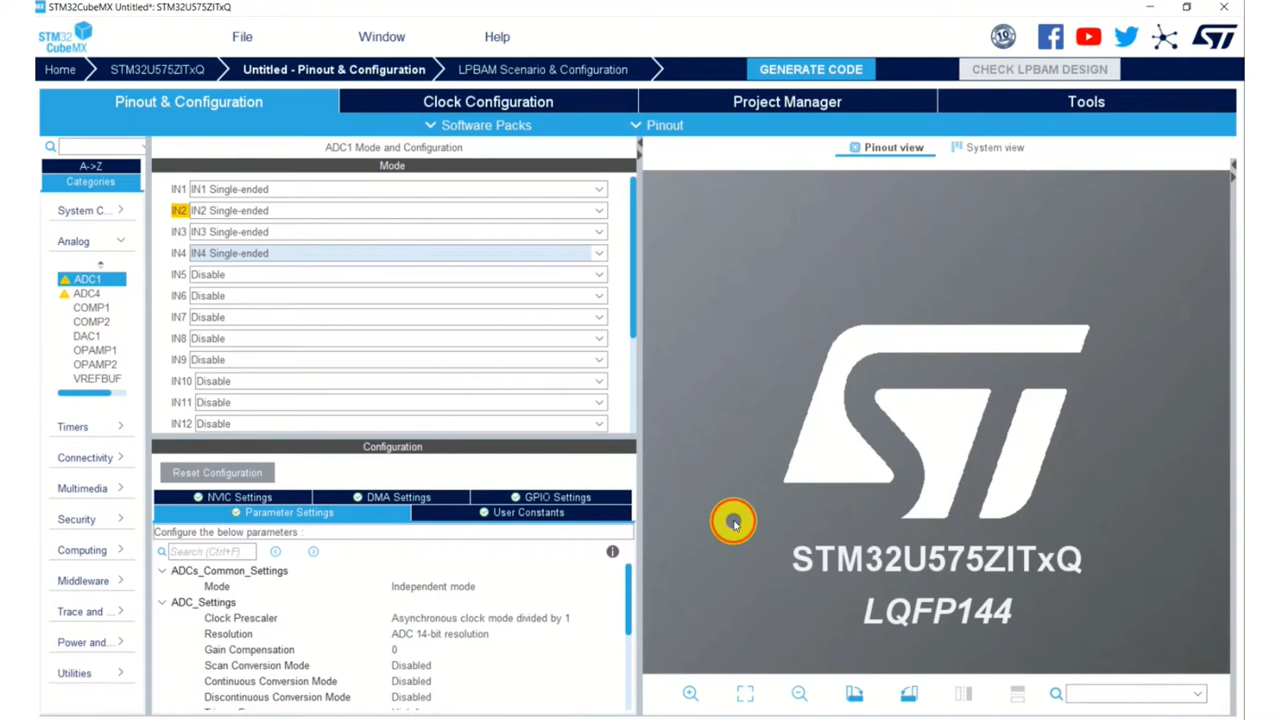 STM32CubeMX Untitled*: STM32U575ZITxQ
STM32
CubeMX
File
Window
Help
10
Home
STM32U575ZITxQ
Untitled - Pinout & Configuration
LPBAM Scenario & Configuration
GENERATE CODE
CHECK LPBAM DESIGN
Pinout & Configuration
Clock Configuration
Project Manager
Tools
Software Packs
Pinout
ADC1 Mode and Configuration
Pinout view
System view
A->Z
Categories
System C...
Analog
ADC1
ADC4
COMP1
COMP2
DAC1
OPAMP1
OPAMP2
VREFBUF
Timers
Connectivity
Multimedia
Security
Computing
Middleware
Trace and ...
Power and...
Utilities
Mode
IN1 IN1 Single-ended
IN2 IN2 Single-ended
IN3 IN3 Single-ended
IN4 IN4 Single-ended
IN5 Disable
IN6 Disable
IN7 Disable
IN8 Disable
IN9 Disable
IN10 Disable
IN11 Disable
IN12 Disable
Configuration
Reset Configuration
NVIC Settings
DMA Settings
GPIO Settings
Parameter Settings
User Constants
Configure the below parameters :
Search (Ctrl+F)
ADCs_Common_Settings
Mode Independent mode
ADC_Settings
Clock Prescaler Asynchronous clock mode divided by 1
Resolution ADC 14-bit resolution
Gain Compensation 0
Scan Conversion Mode Disabled
Continuous Conversion Mode Disabled
Discontinuous Conversion Mode Disabled
ST
STM32U575ZITxQ
LQFP144